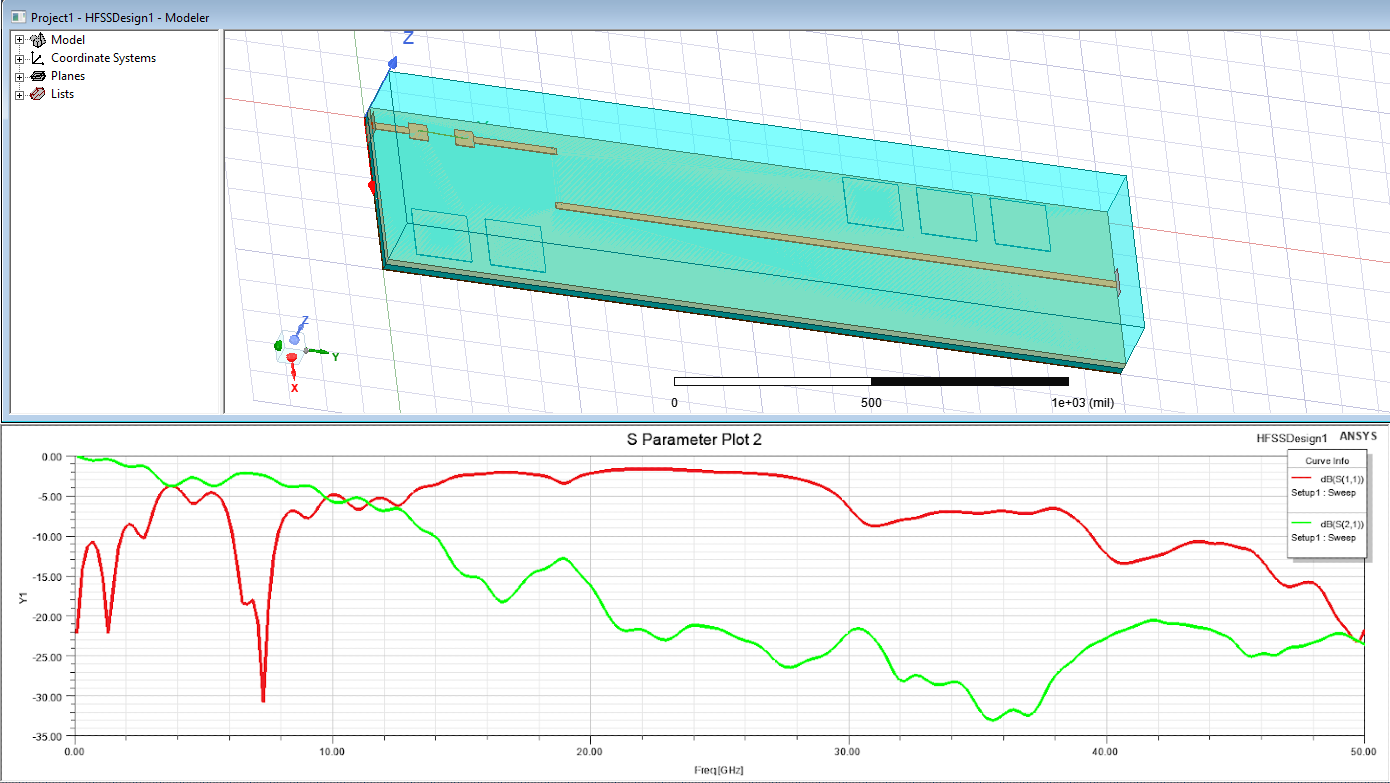 Project1 - HFSSDesign1 - Modeler
Model
Coordinate Systems
Planes
Lists
Z
Z
Y
X
0 500 1e+03 (mil)
S Parameter Plot 2
HFSSDesign1 ANSYS
Curve Info
dB(S(1,1))
Setup1 : Sweep
dB(S(2,1))
Setup1 : Sweep
0.00
-5.00
-10.00
-15.00
-20.00
-25.00
-30.00
-35.00
Y1
0.00 10.00 20.00 30.00 40.00 50.00
Freq[GHz]